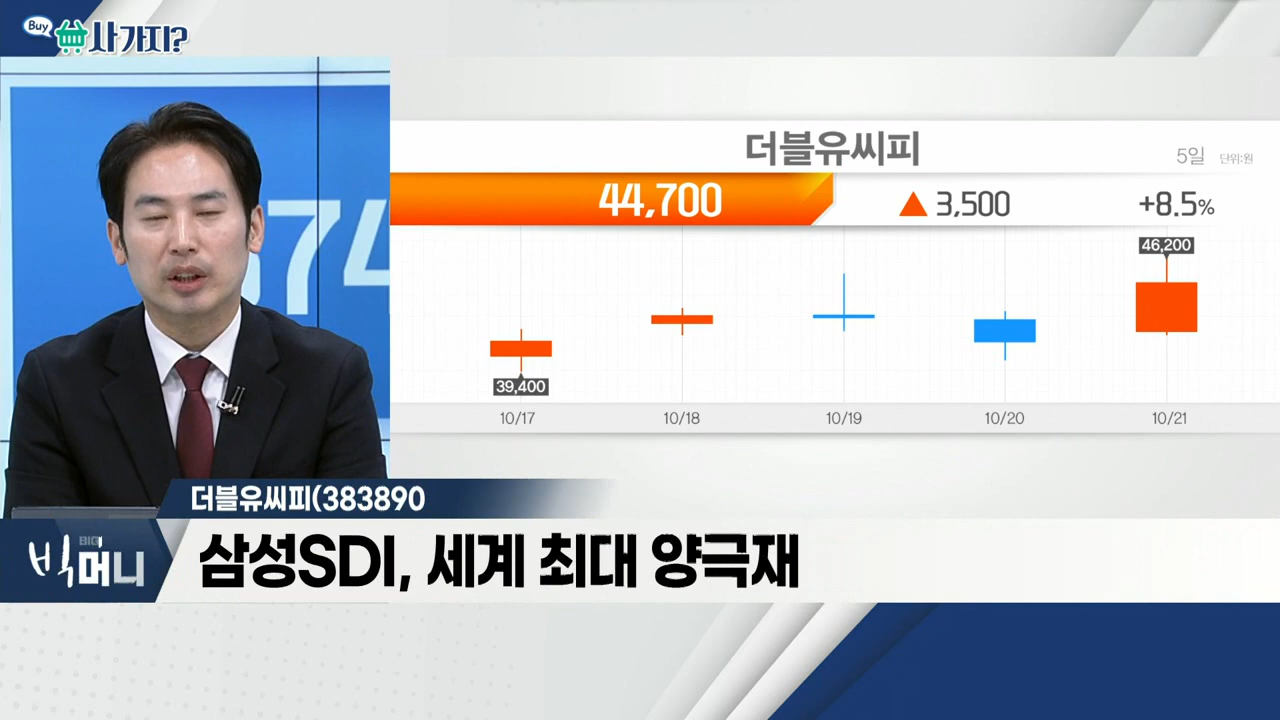 Buy 사가지?
74
더블유씨피
5일 단위:원
44,700 ▲ 3,500 +8.5%
46,200
39,400
10/17 10/18 10/19 10/20 10/21
더블유씨피(383890
BIG
빅머니
삼성SDI, 세계 최대 양극재